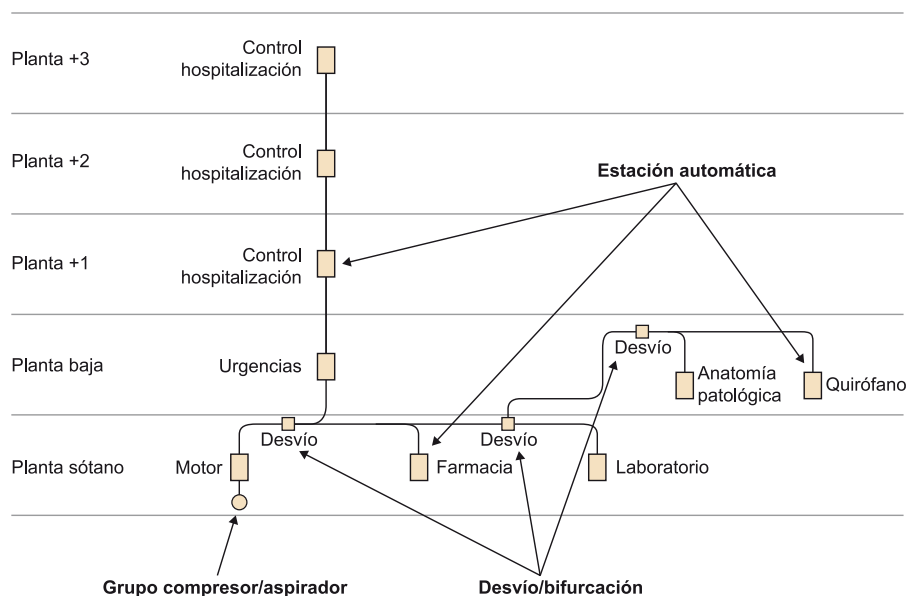 Planta +3
Control
hospitalización
Planta +2
Control
hospitalización
Estación automática
Planta +1
Control
hospitalización
Planta baja
Urgencias
Desvío
Anatomía
patológica
Quirófano
Planta sótano
Motor
Desvío
Farmacia
Desvío
Laboratorio
Grupo compresor/aspirador
Desvío/bifurcación